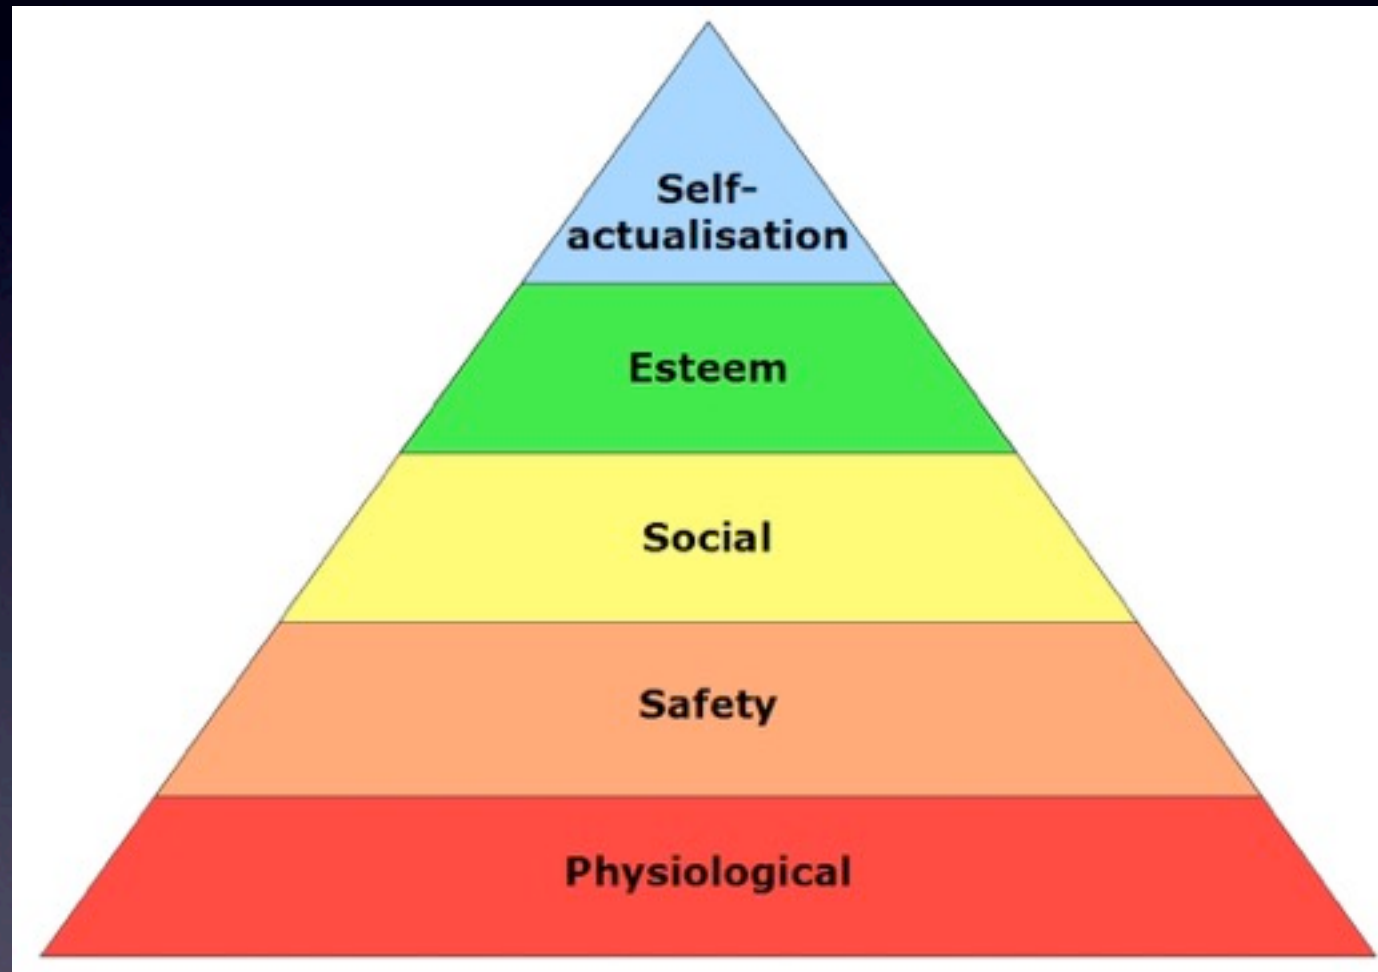 Self-
actualisation
Esteem
Social
Safety
Physiological